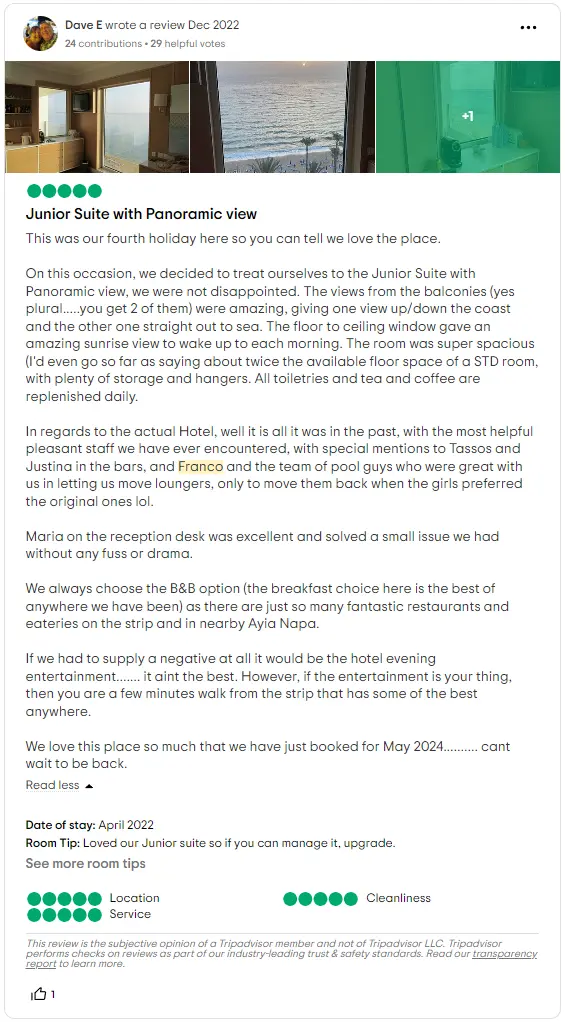 Dave E wrote a review Dec 2022
24 contributions • 29 helpful votes
+1
Junior Suite with Panoramic view
This was our fourth holiday here so you can tell we love the place.
On this occasion, we decided to treat ourselves to the Junior Suite with
Panoramic view, we were not disappointed. The views from the balconies (yes
plural.....you get 2 of them) were amazing, giving one view up/down the coast
and the other one straight out to sea. The floor to ceiling window gave an
amazing sunrise view to wake up to each morning. The room was super spacious
(I'd even go so far as saying about twice the available floor space of a STD room,
with plenty of storage and hangers. All toiletries and tea and coffee are
replenished daily.
In regards to the actual Hotel, well it is all it was in the past, with the most helpful
pleasant staff we have ever encountered, with special mentions to Tassos and
Justina in the bars, and Franco and the team of pool guys who were great with
us in letting us move loungers, only to move them back when the girls preferred
the original ones lol.
Maria on the reception desk was excellent and solved a small issue we had
without any fuss or drama.
We always choose the B&B option (the breakfast choice here is the best of
anywhere we have been) as there are just so many fantastic restaurants and
eateries on the strip and in nearby Ayia Napa.
If we had to supply a negative at all it would be the hotel evening
entertainment....... it aint the best. However, if the entertainment is your thing,
then you are a few minutes walk from the strip that has some of the best
anywhere.
We love this place so much that we have just booked for May 2024.......... cant
wait to be back.
Read less
Date of stay: April 2022
Room Tip: Loved our Junior suite so if you can manage it, upgrade.
See more room tips
Location Cleanliness
Service
This review is the subjective opinion of a Tripadvisor member and not of Tripadvisor LLC. Tripadvisor
performs checks on reviews as part of our industry-leading trust & safety standards. Read our transparency
report to learn more.
1